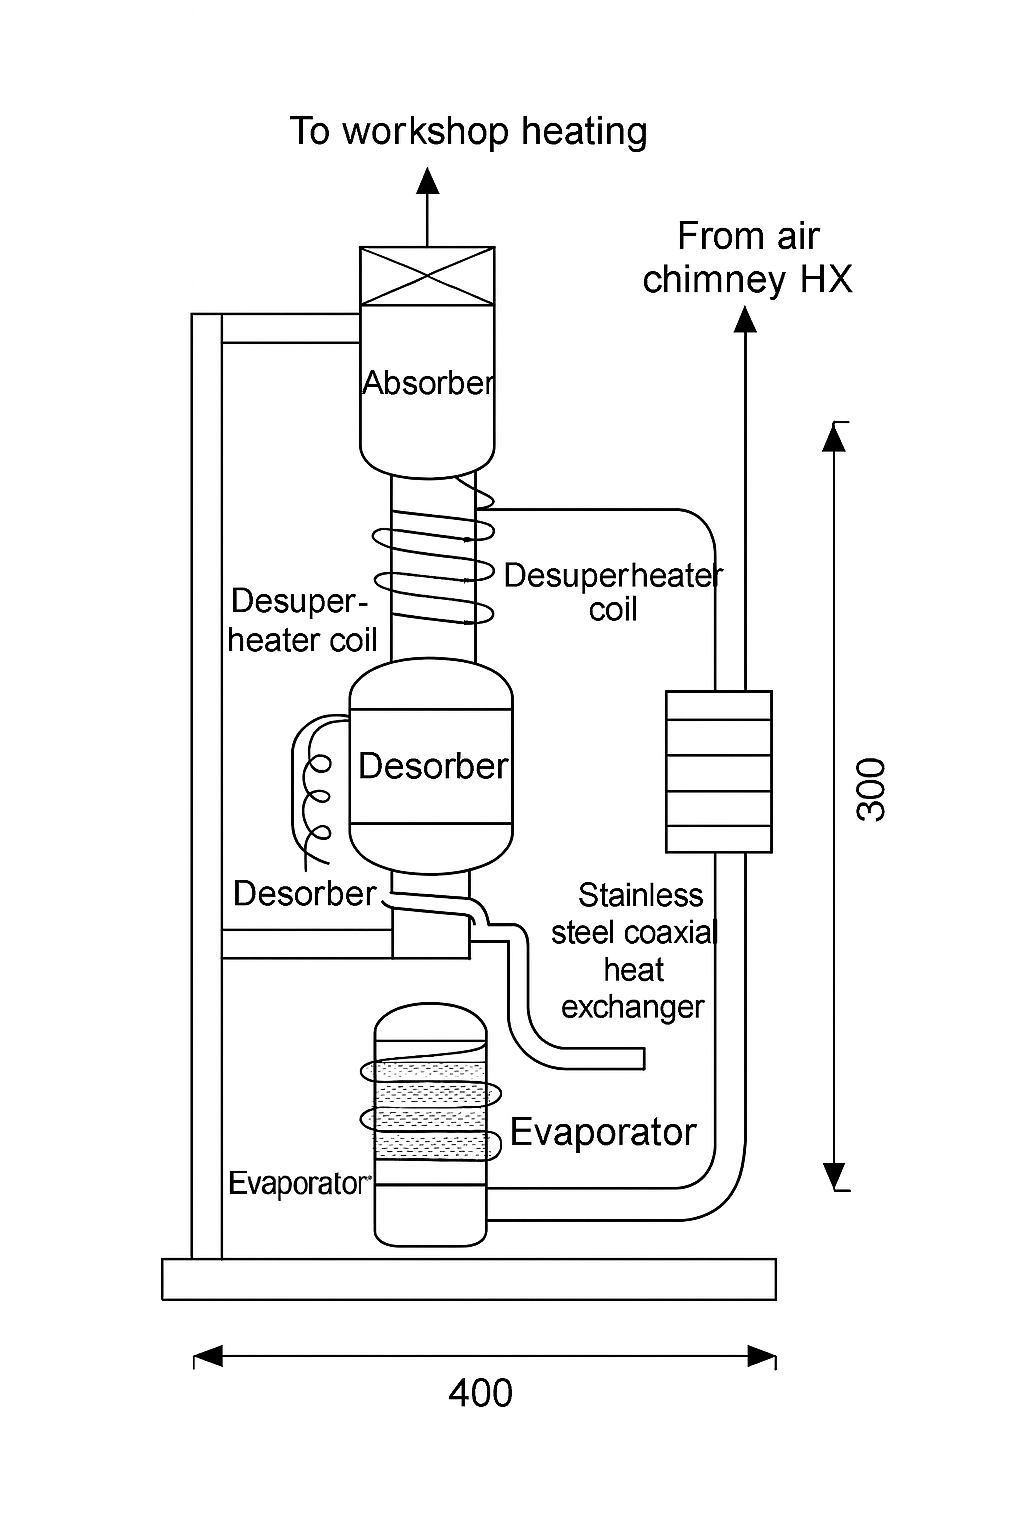 To workshop heating
From air
chimney HX
Absorber
Desuperheater
coil
Desuper-
heater coil
Desorber
300
Desorber
Stainless
steel coaxial
heat
exchanger
Evaporator
Evaporator
400